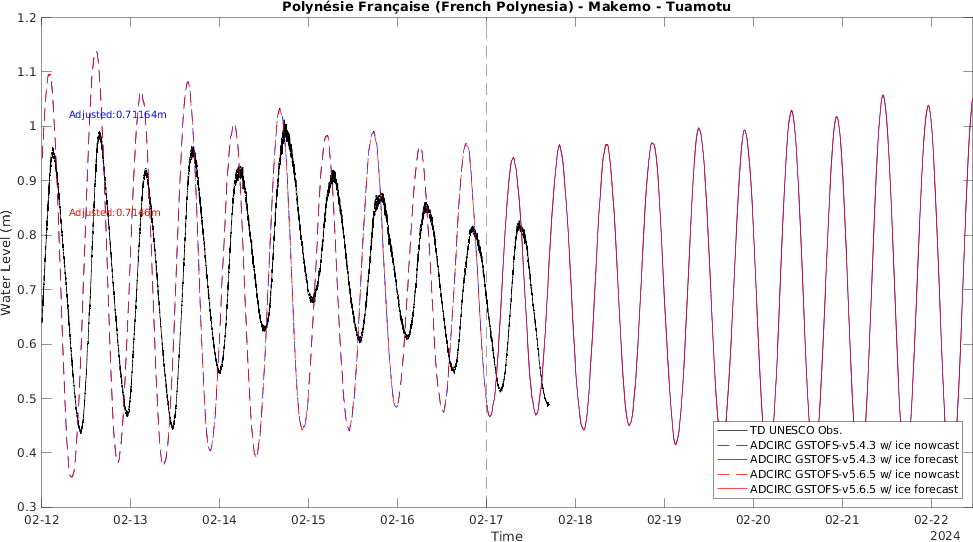 Polynésie Française (French Polynesia) - Makemo - Tuamotu
1.2
1.1
1
0.9
0.8
0.7
0.6
0.5
0.4
0.3
Water Level (m)
Adjusted:0.71164m
Adjusted:0.7146m
TD UNESCO Obs.
ADCIRC GSTOFS-v5.4.3 w/ ice nowcast
ADCIRC GSTOFS-v5.4.3 w/ ice forecast
ADCIRC GSTOFS-v5.6.5 w/ ice nowcast
ADCIRC GSTOFS-v5.6.5 w/ ice forecast
02-12 02-13 02-14 02-15 02-16 02-17 02-18 02-19 02-20 02-21 02-22
Time
2024